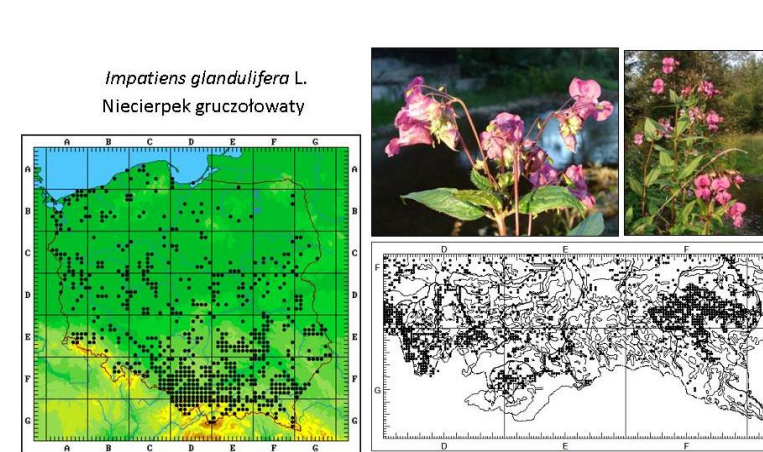 Impatiens glandulifera L.
Niecierpek gruczołowaty
A B C D E F G
A A
B B
C C
D D
E E
F F
G G
A B C D E F G
D E F
F
G
D E F